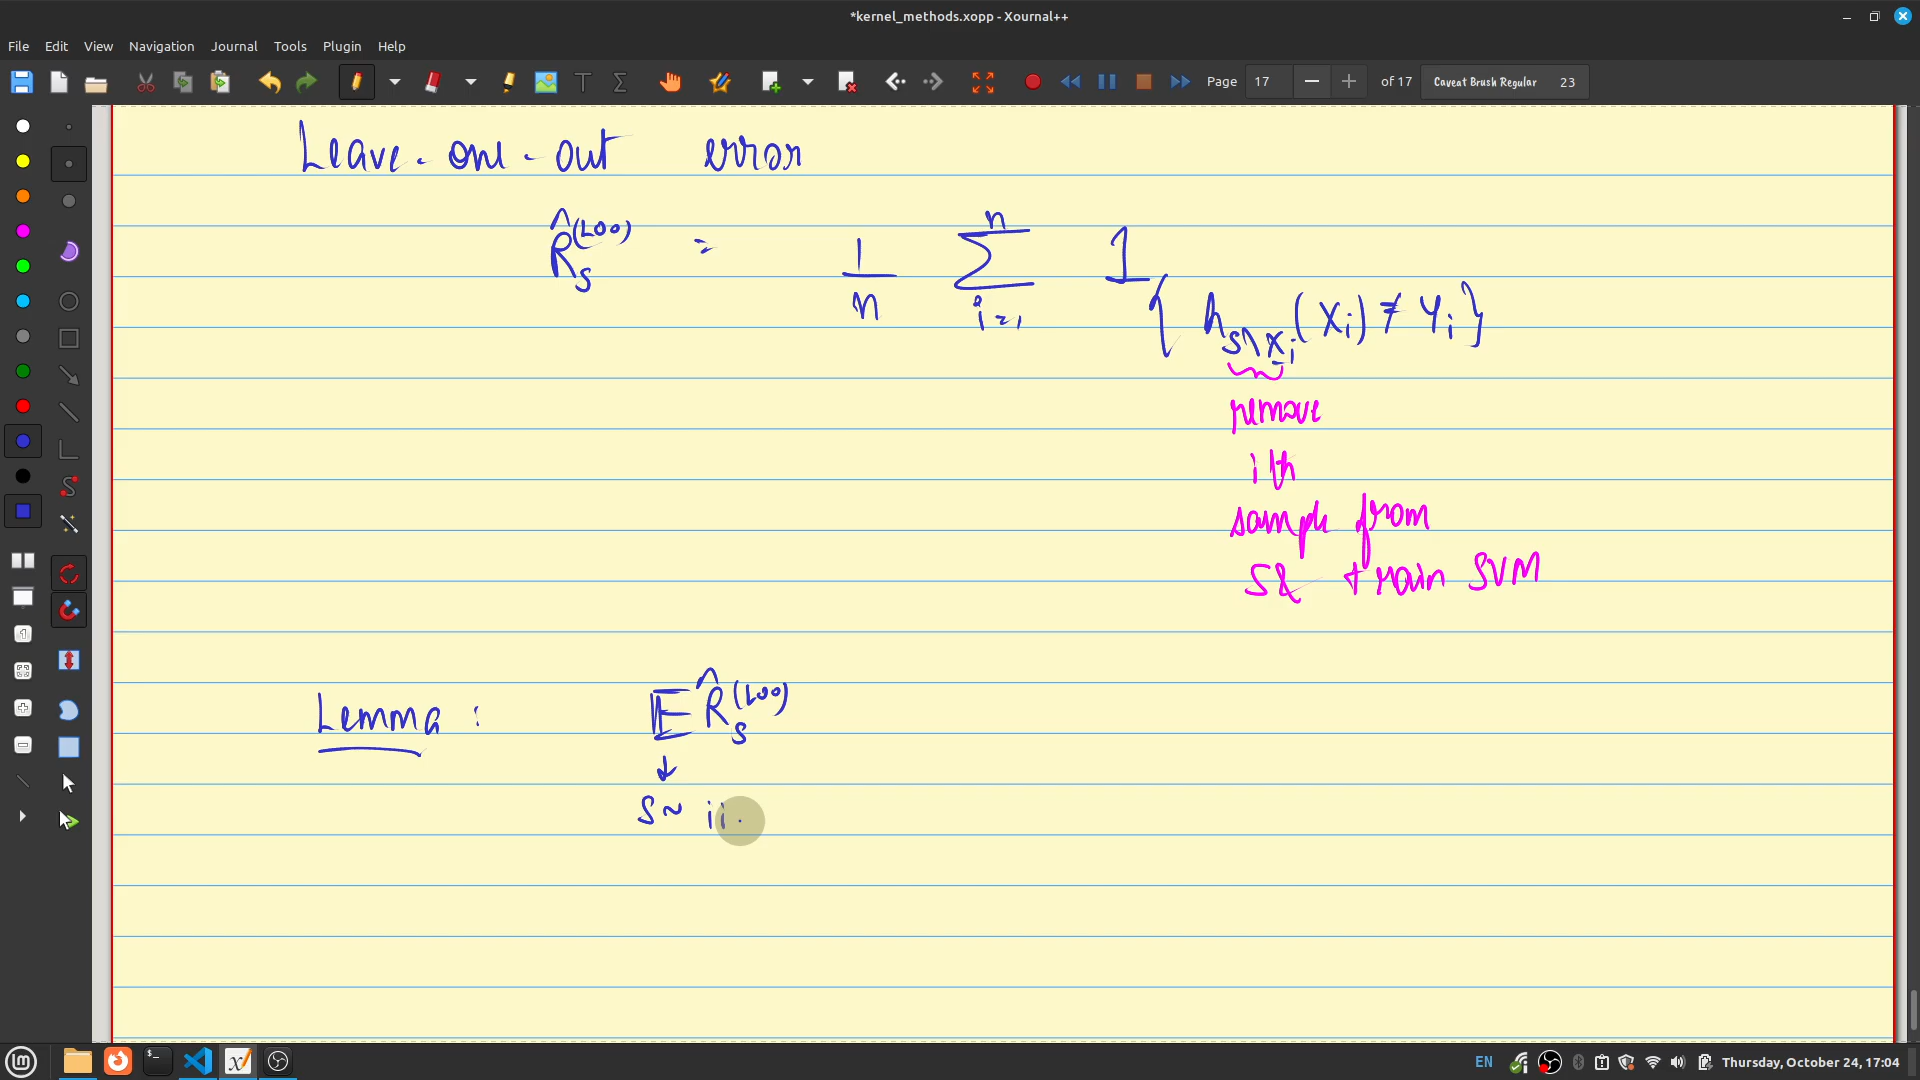 *kernel_methods.xopp - Xournal++
File Edit View Navigation Journal Tools Plugin Help
Page 17 of 17 Caveat Brush Regular 23
Leave-one-out error
R̂_S^(LOO) = 1/n Σ_{i=1}^n 1{h_{S\X_i}(X_i) ≠ Y_i}
remove
ith
sample from
S & train SVM
Lemma : 𝔼 R̂_S^(LOO)
↓
S ~ ii.
EN Thursday, October 24, 17:04